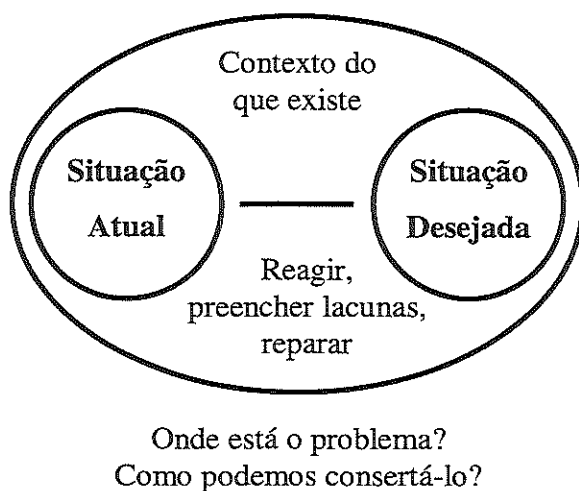 Contexto do
que existe
Situação
Atual
Situação
Desejada
Reagir,
preencher lacunas,
reparar
Onde está o problema?
Como podemos consertá-lo?